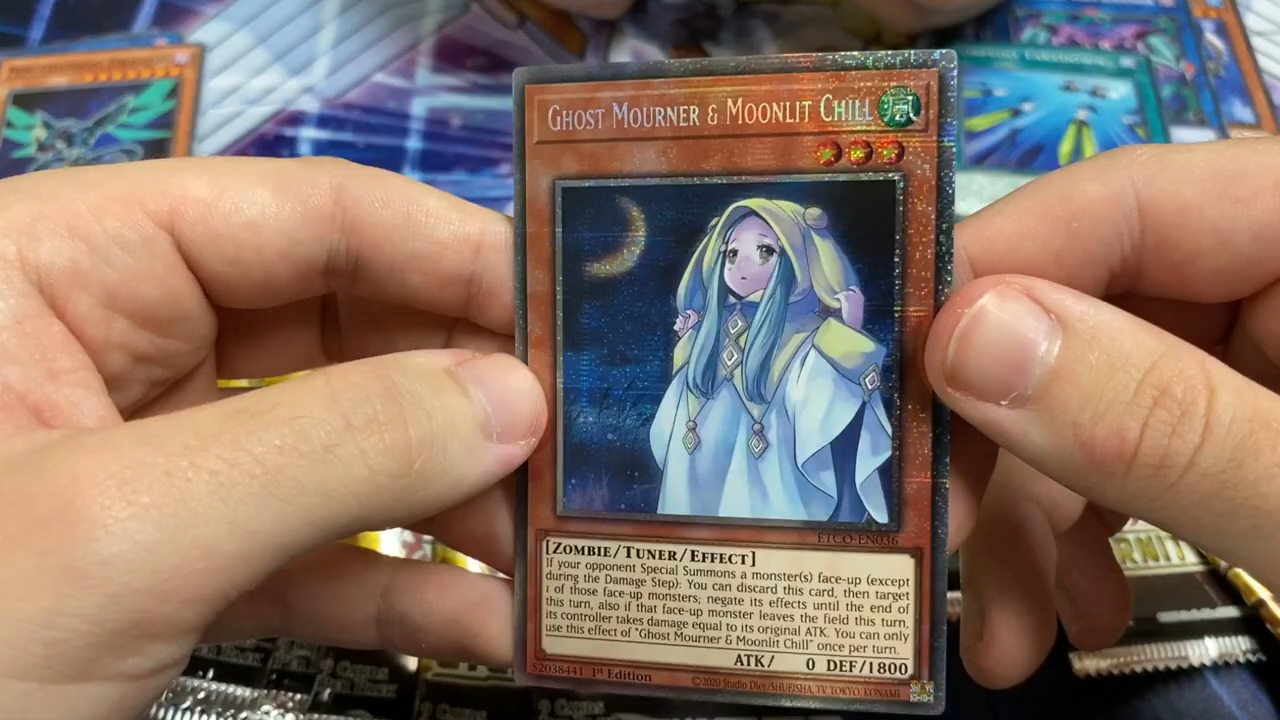 GHOST MOURNER & MOONLIT CHILL
WIND
風
ETCO-EN036
[ZOMBIE/TUNER/EFFECT]
If your opponent Special Summons a monster(s) face-up (except
during the Damage Step): You can discard this card, then target
1 of those face-up monsters; negate its effects until the end of
this turn, also if that face-up monster leaves the field this turn,
its controller takes damage equal to its original ATK. You can only
use this effect of "Ghost Mourner & Moonlit Chill" once per turn.
ATK/ 0 DEF/1800
52038441 1st Edition ©2020 Studio Dice/SHUEISHA, TV TOKYO, KONAMI
9 CARDS